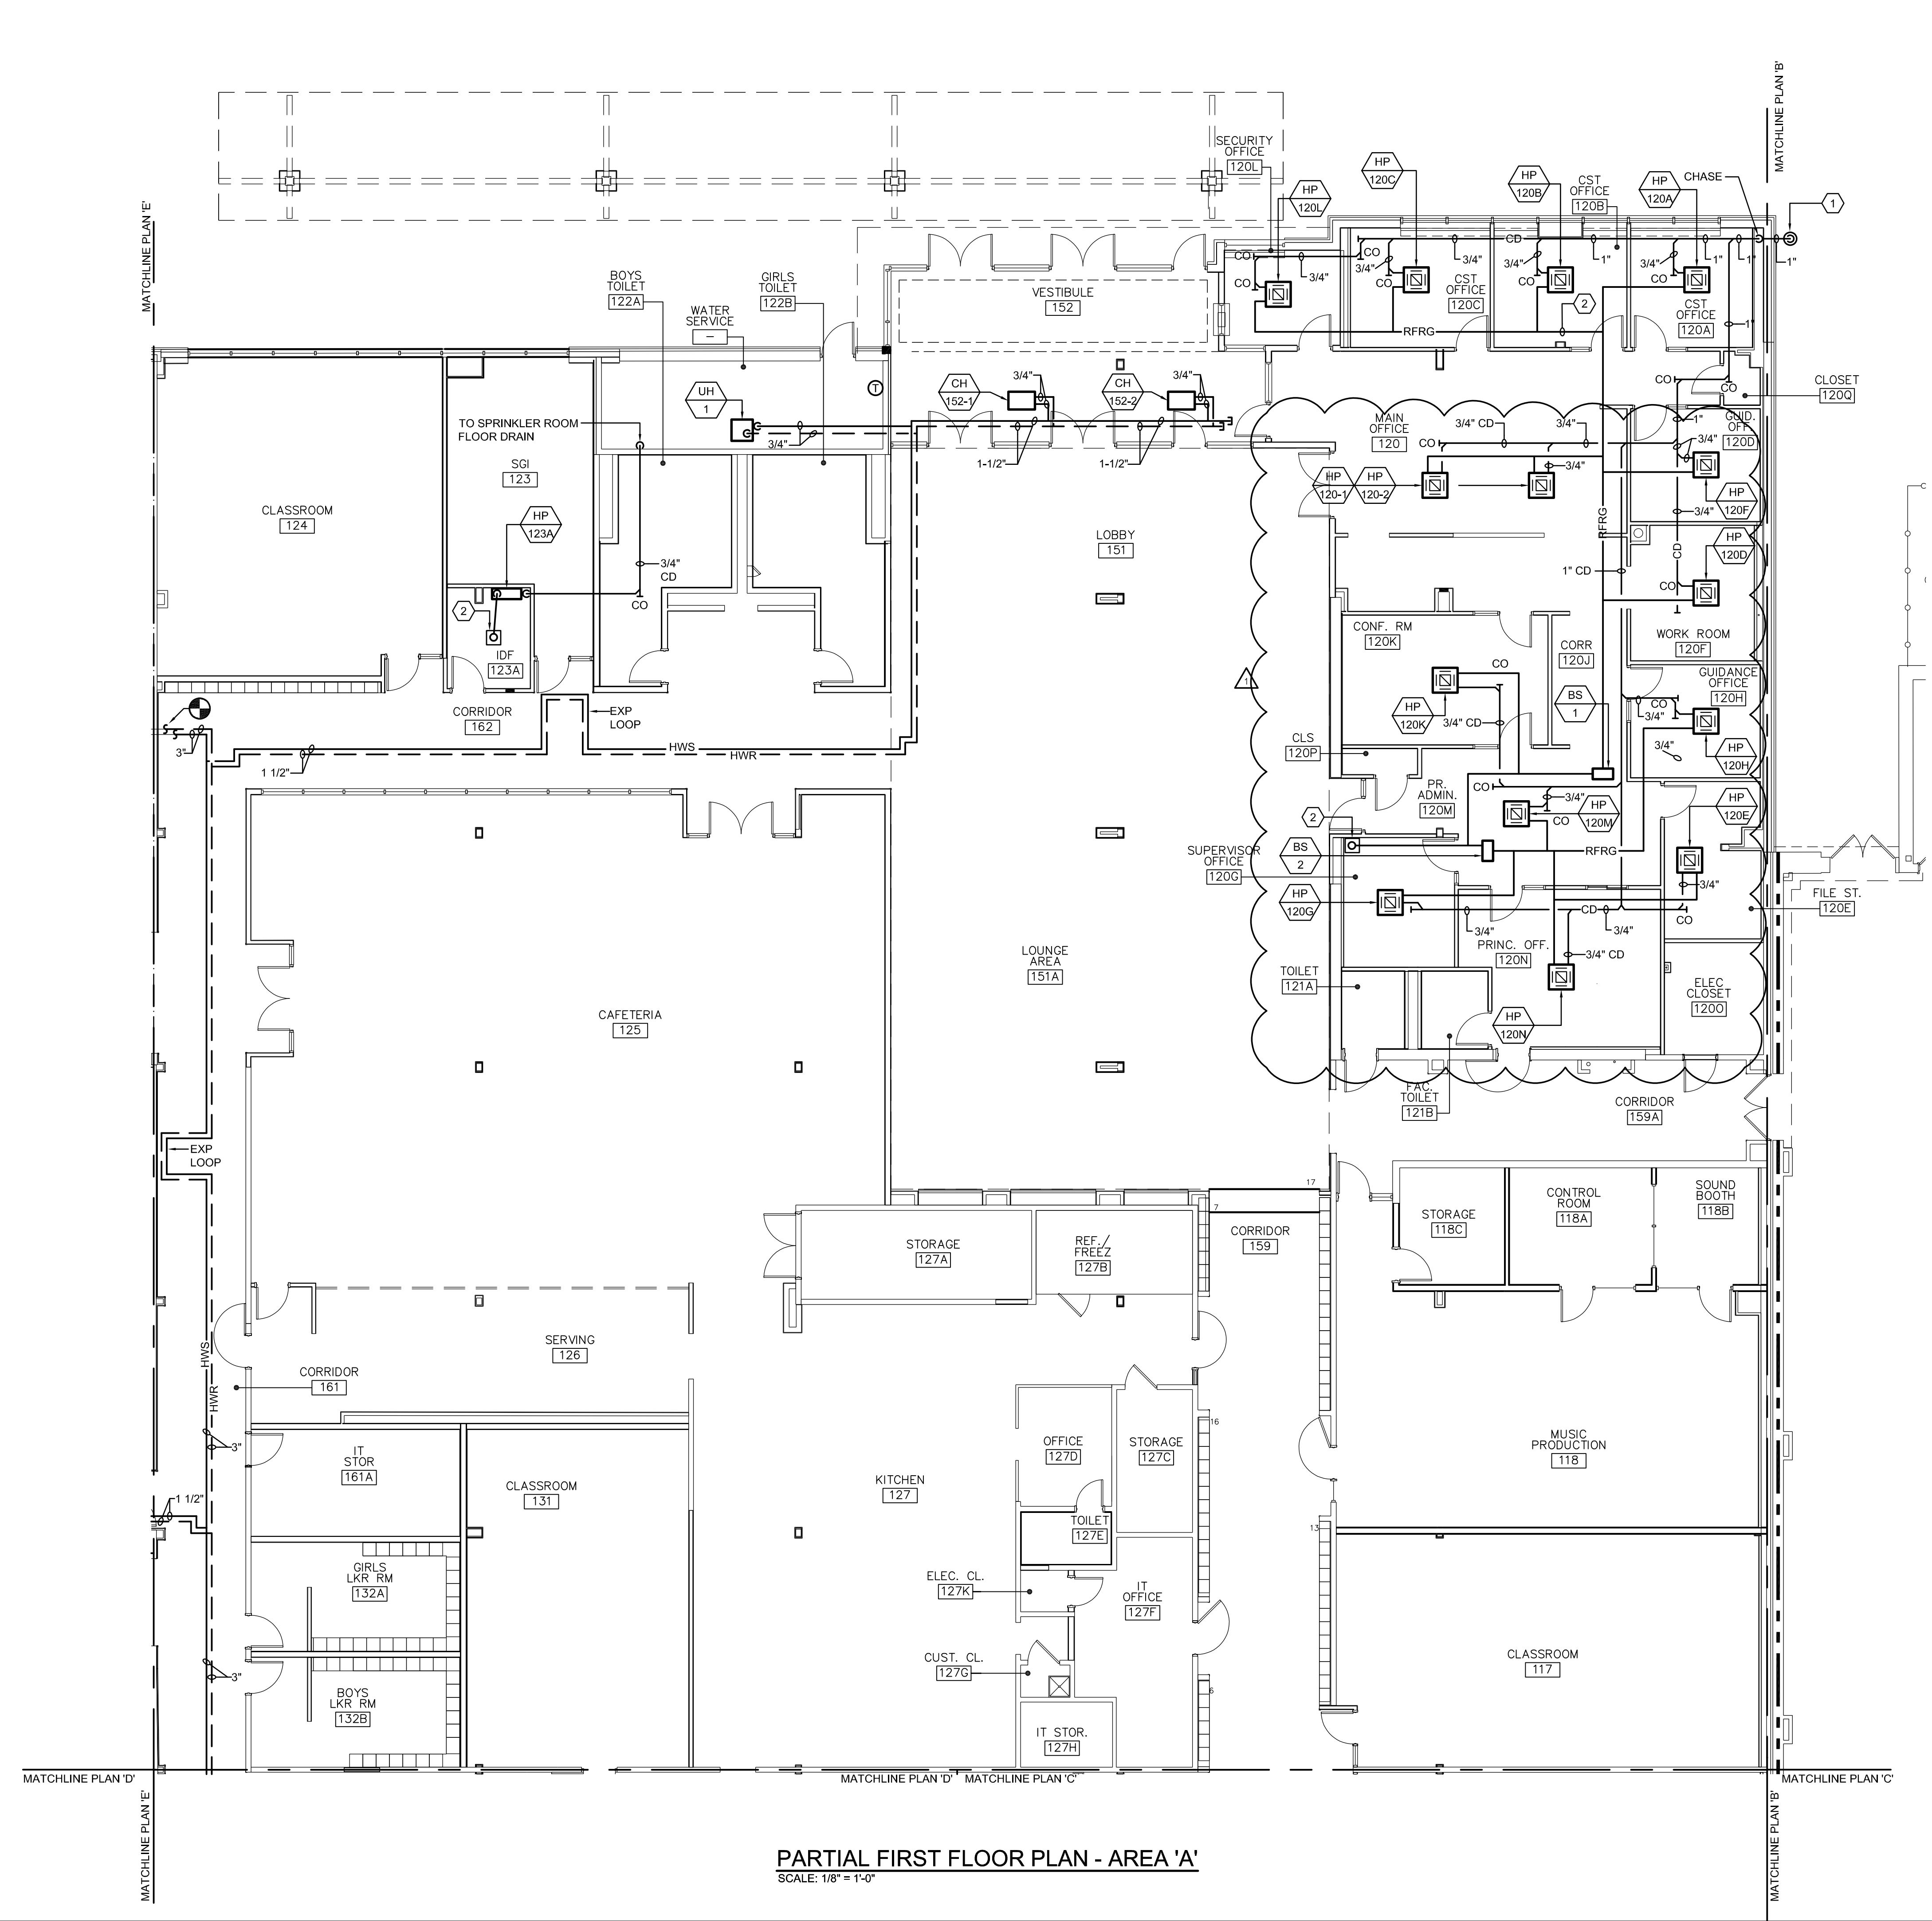 MATCHLINE PLAN 'E'
MATCHLINE PLAN 'B'
SECURITY
OFFICE
120L
HP
120L
HP
120C
HP
120B
CST
OFFICE
120B
HP
120A
CHASE
1
CO
CO
3/4"
CO
3/4"
CO
3/4"
CD
3/4"
CO
1"
3/4"
CO
1"
1"
1"
CST
OFFICE
120C
2
CST
OFFICE
120A
1"
RFRG
BOYS
TOILET
122A
GIRLS
TOILET
122B
WATER
SERVICE
-
VESTIBULE
152
UH
1
T
3/4"
CH
152-1
3/4"
CH
152-2
3/4"
1-1/2"
1-1/2"
TO SPRINKLER ROOM
FLOOR DRAIN
SGI
123
CLASSROOM
124
HP
123A
3/4"
CD
CO
2
IDF
123A
LOBBY
151
MAIN
OFFICE
120
CO
3/4" CD
3/4"
3/4"
HP
120-1
HP
120-2
CO
CO
CLOSET
120Q
GUID.
OFF.
120D
1"
3/4"
HP
120F
3/4"
RFRG
CD
HP
120D
1" CD
CO
WORK ROOM
120F
CONF. RM
120K
CORR
120J
CO
HP
120K
3/4" CD
BS
1
GUIDANCE
OFFICE
120H
CO
3/4"
3/4"
HP
120H
1
CLS
120P
PR.
ADMIN.
120M
CO
3/4"
CO
HP
120M
HP
120E
2
BS
2
RFRG
SUPERVISOR
OFFICE
120G
HP
120G
3/4"
CD
3/4"
3/4"
CO
FILE ST.
120E
PRINC. OFF.
120N
3/4" CD
HP
120N
TOILET
121A
ELEC
CLOSET
120O
FAC.
TOILET
121B
CORRIDOR
159A
CORRIDOR
162
EXP
LOOP
HWS
HWR
3"
1 1/2"
LOUNGE
AREA
151A
CAFETERIA
125
EXP
LOOP
17
7
CORRIDOR
159
STORAGE
127A
REF./
FREEZ
127B
STORAGE
118C
CONTROL
ROOM
118A
SOUND
BOOTH
118B
SERVING
126
CORRIDOR
161
HWS
HWR
3"
IT
STOR
161A
CLASSROOM
131
KITCHEN
127
OFFICE
127D
STORAGE
127C
16
MUSIC
PRODUCTION
118
1 1/2"
TOILET
127E
13
GIRLS
LKR RM
132A
ELEC. CL.
127K
IT
OFFICE
127F
3"
CUST. CL.
127G
CLASSROOM
117
BOYS
LKR RM
132B
6
IT STOR.
127H
MATCHLINE PLAN 'D'
MATCHLINE PLAN 'D'
MATCHLINE PLAN 'C'
MATCHLINE PLAN 'C'
MATCHLINE PLAN 'E'
MATCHLINE PLAN 'B'
PARTIAL FIRST FLOOR PLAN - AREA 'A'
SCALE: 1/8" = 1'-0"